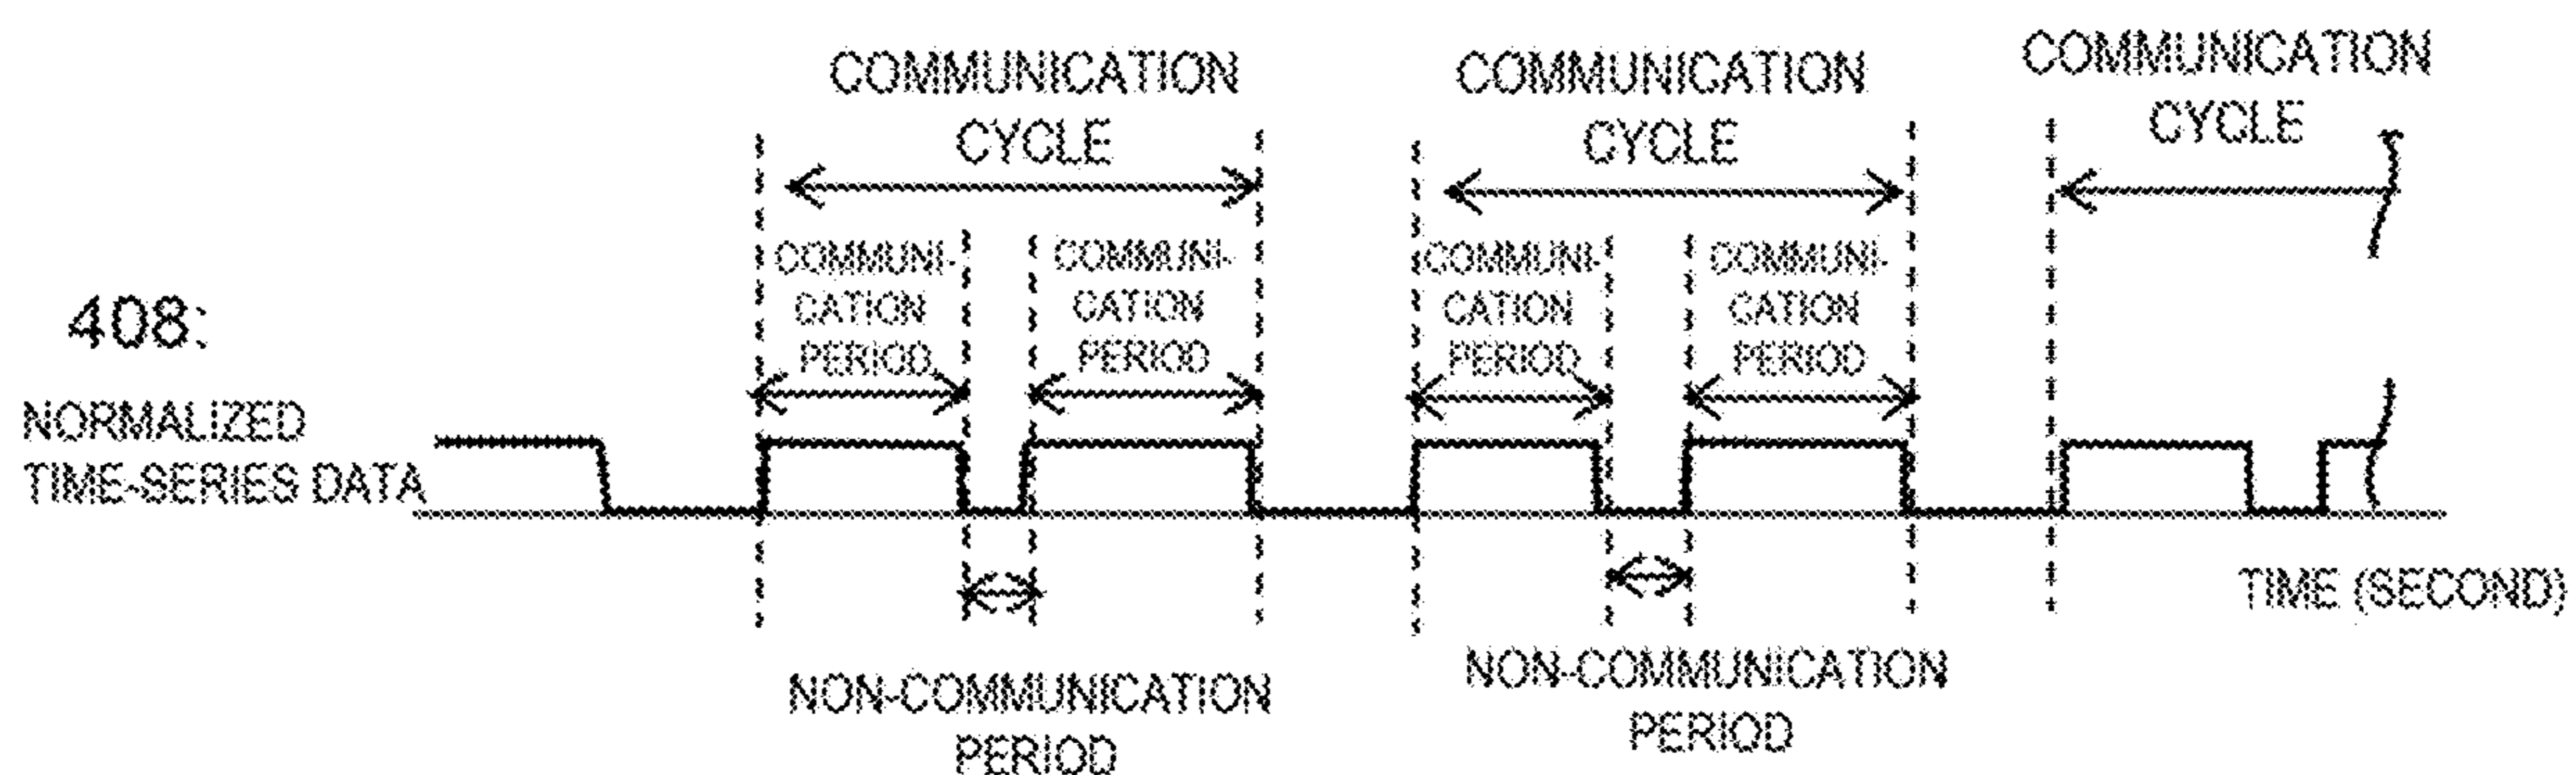 COMMUNICATION
CYCLE
COMMUNICATION
CYCLE
COMMUNICATION
CYCLE
COMMUNI-
CATION
PERIOD
COMMUNI-
CATION
PERIOD
COMMUNI-
CATION
PERIOD
COMMUNI-
CATION
PERIOD
408:
NORMALIZED
TIME-SERIES DATA
TIME (SECOND)
NON-COMMUNICATION
PERIOD
NON-COMMUNICATION
PERIOD